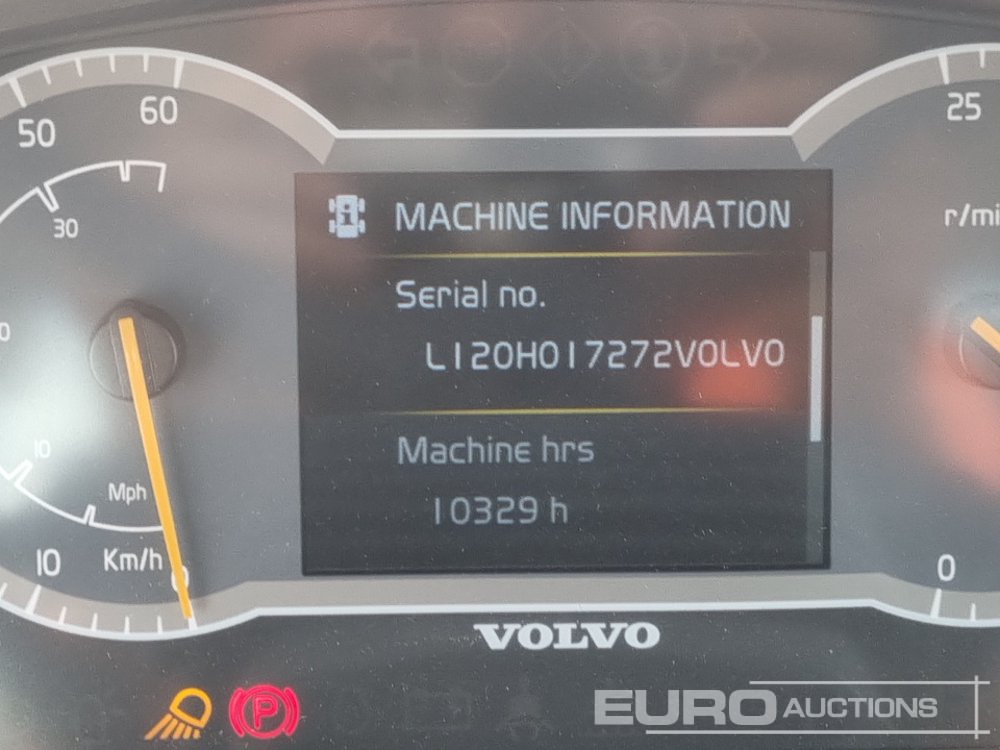 60
50
30
25
MACHINE INFORMATION
r/mi
Serial no.
L120H017272VOLVO
Machine hrs
10
Mph
10329 h
10
Km/h
0
0
VOLVO
P
EURO AUCTIONS